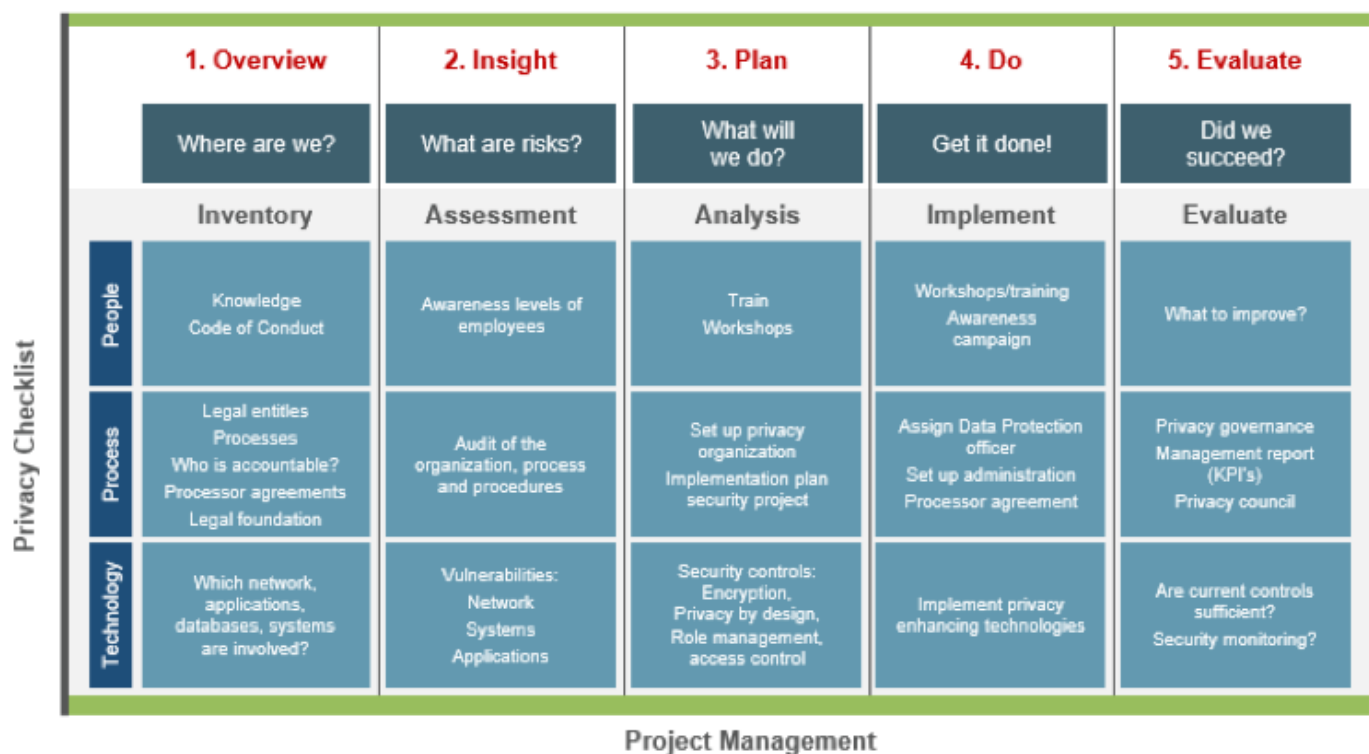 1. Overview
2. Insight
3. Plan
4. Do
5. Evaluate
Where are we?
What are risks?
What will
we do?
Get it done!
Did we
succeed?
Inventory
Assessment
Analysis
Implement
Evaluate
Privacy Checklist
People
Knowledge
Code of Conduct
Awareness levels of
employees
Train
Workshops
Workshops/training
Awareness
campaign
What to improve?
Process
Legal entitles
Processes
Who is accountable?
Processor agreements
Legal foundation
Audit of the
organization, process
and procedures
Set up privacy
organization
Implementation plan
security project
Assign Data Protection
officer
Set up administration
Processor agreement
Privacy governance
Management report
(KPI's)
Privacy council
Technology
Which network,
applications,
databases, systems
are involved?
Vulnerabilities:
Network
Systems
Applications
Security controls:
Encryption,
Privacy by design,
Role management,
access control
Implement privacy
enhancing technologies
Are current controls
sufficient?
Security monitoring?
Project Management